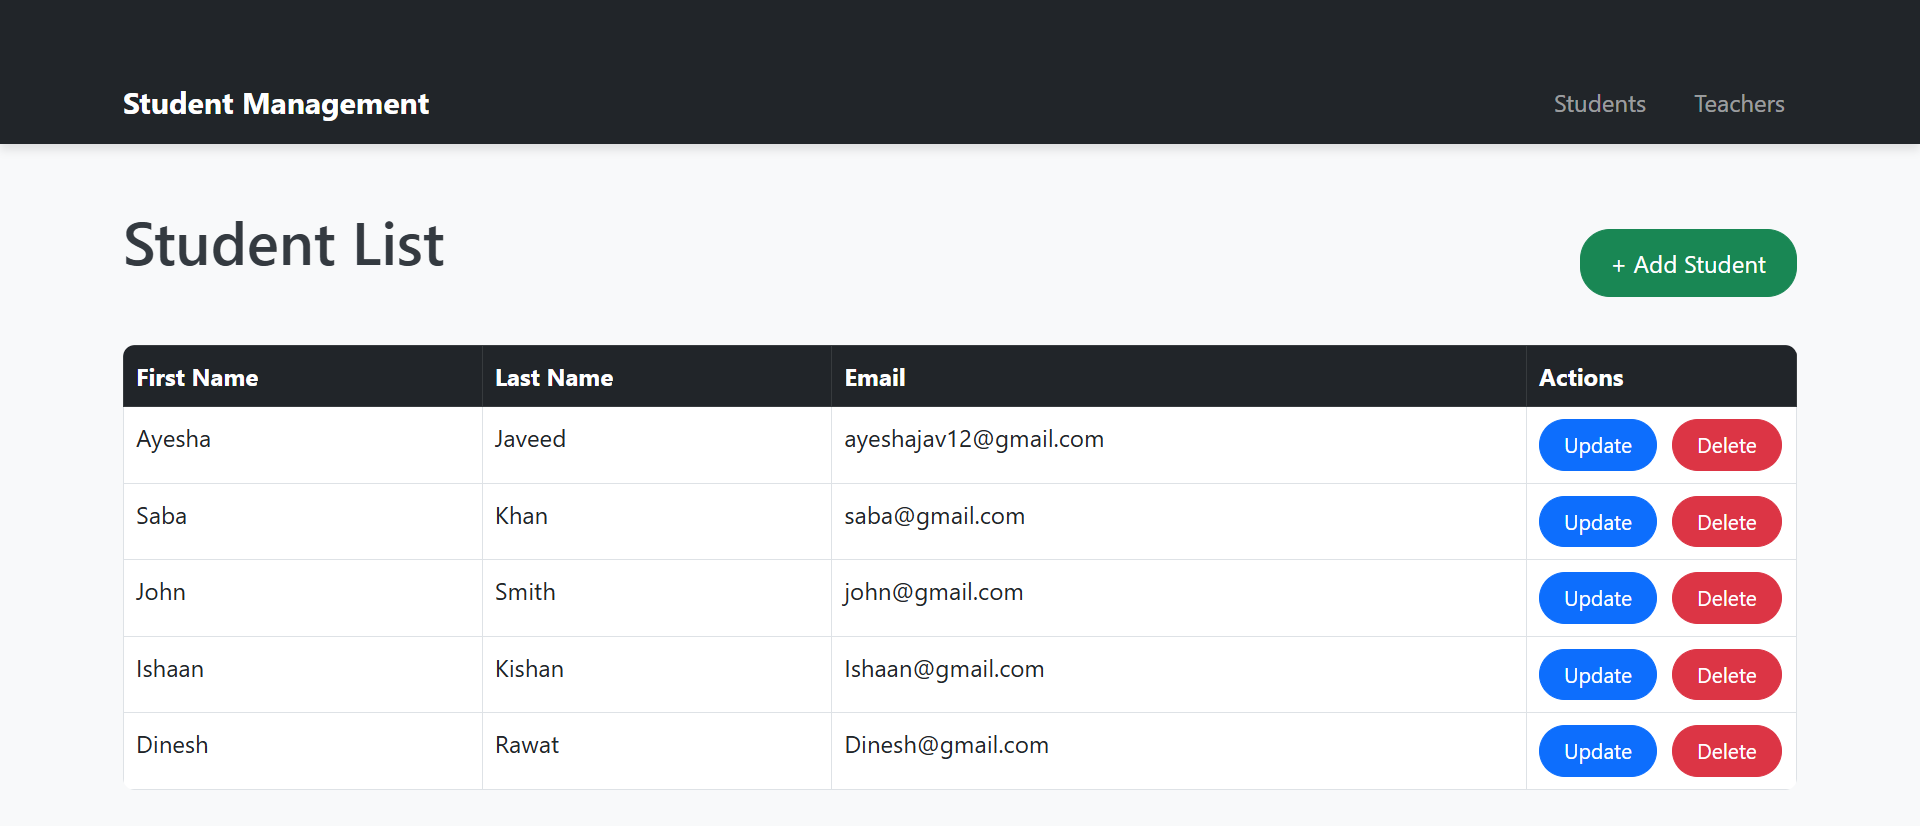 Student Management Students Teachers
Student List
+ Add Student
First Name Last Name Email Actions
Ayesha Javeed ayeshajav12@gmail.com Update Delete
Saba Khan saba@gmail.com Update Delete
John Smith john@gmail.com Update Delete
Ishaan Kishan Ishaan@gmail.com Update Delete
Dinesh Rawat Dinesh@gmail.com Update Delete